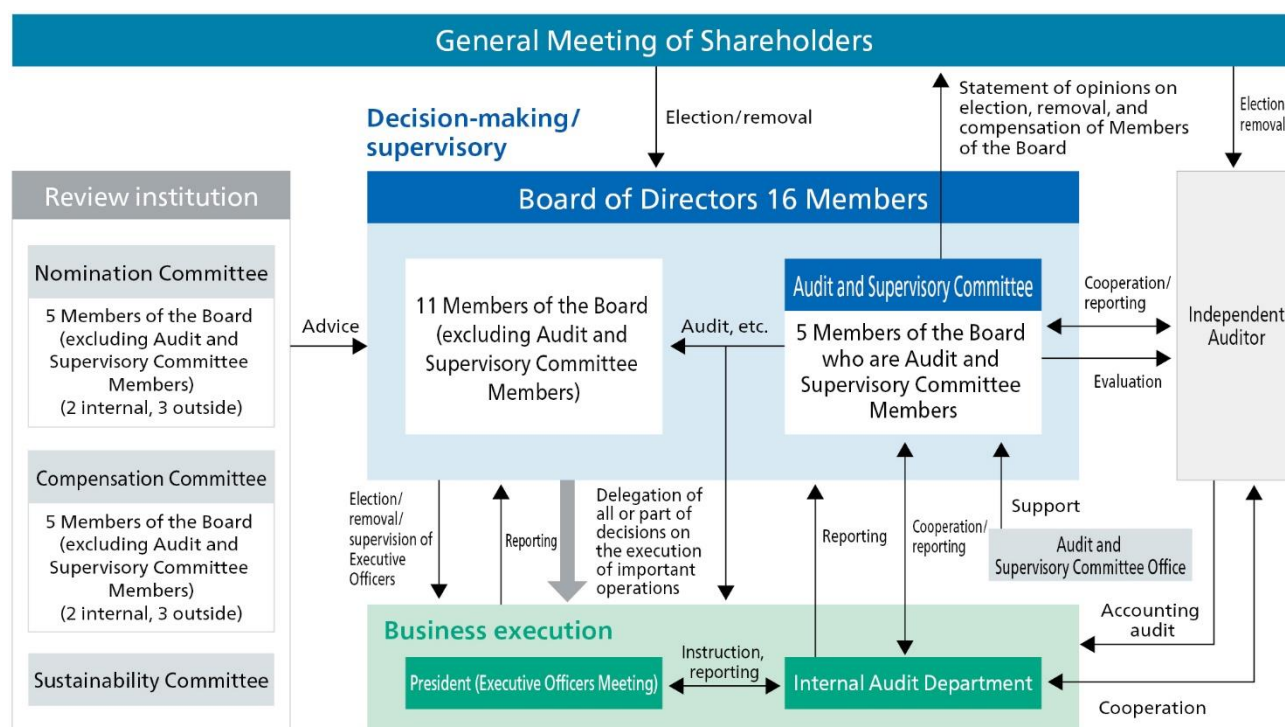 General Meeting of Shareholders
Decision-making/
supervisory
Election/removal
Statement of opinions on
election, removal, and
compensation of Members
of the Board
Election/
removal
Review institution
Nomination Committee
5 Members of the Board
(excluding Audit and
Supervisory Committee
Members)
(2 internal, 3 outside)
Compensation Committee
5 Members of the Board
(excluding Audit and
Supervisory Committee
Members)
(2 internal, 3 outside)
Sustainability Committee
Advice
Board of Directors 16 Members
11 Members of the Board
(excluding Audit and
Supervisory Committee
Members)
Audit, etc.
Audit and Supervisory Committee
5 Members of the Board
who are Audit and
Supervisory Committee
Members
Cooperation/
reporting
Evaluation
Independent
Auditor
Election/
removal/
supervision of
Executive
Officers
Reporting
Delegation of
all or part of
decisions on
the execution
of important
operations
Reporting
Cooperation/
reporting
Support
Audit and
Supervisory Committee Office
Accounting
audit
Cooperation
Business execution
President (Executive Officers Meeting)
Instruction,
reporting
Internal Audit Department